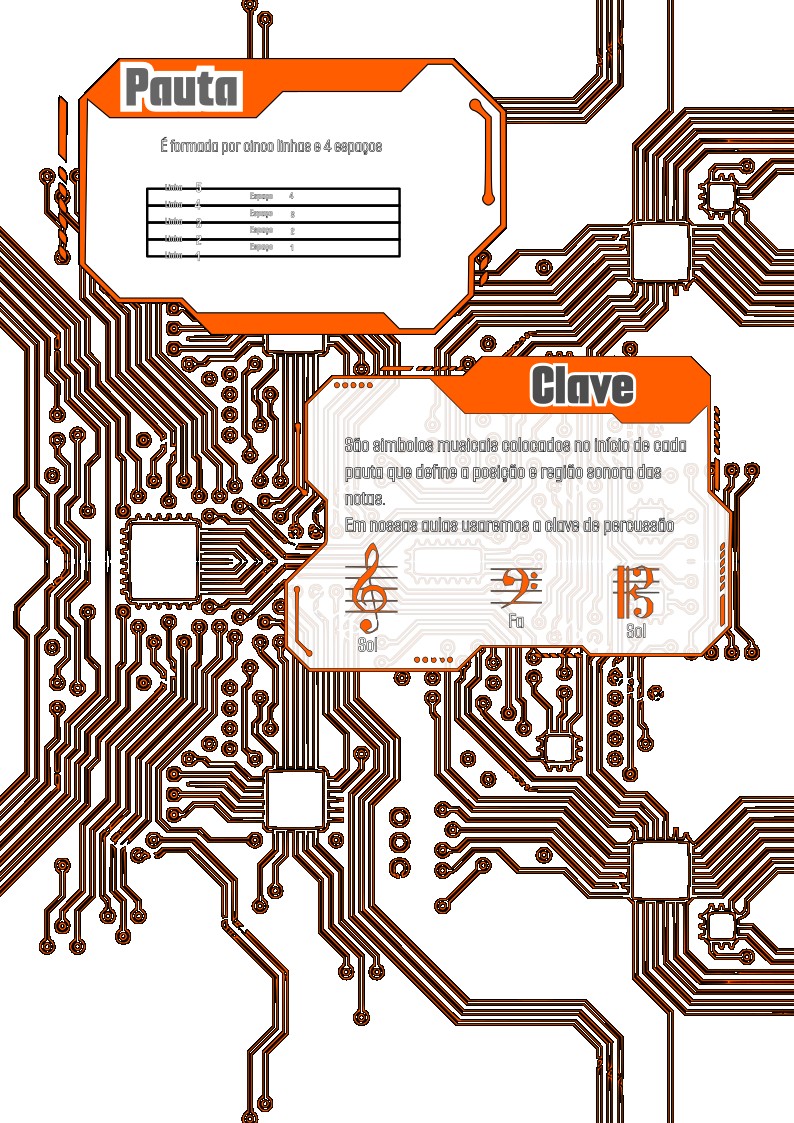 Pauta
É formada por cinco linhas e 4 espaços
Linha 5
Espaço 4
Linha 4
Espaço 3
Linha 3
Espaço 2
Linha 2
Espaço 1
Linha 1
Clave
São simbolos musicais colocados no início de cada
pauta que define a posição e região sonora das
notas.
Em nossas aulas usaremos a clave de percussão
Sol
Fa
Sol